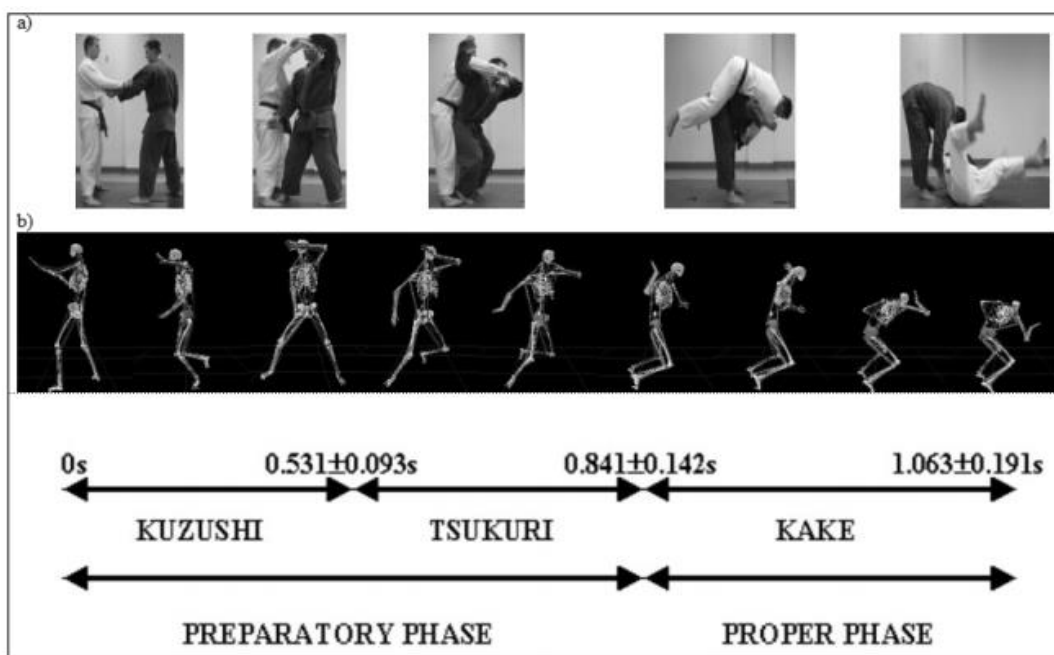 a)
b)
0s 0.531±0.093s 0.841±0.142s 1.063±0.191s
KUZUSHI TSUKURI KAKE
PREPARATORY PHASE PROPER PHASE